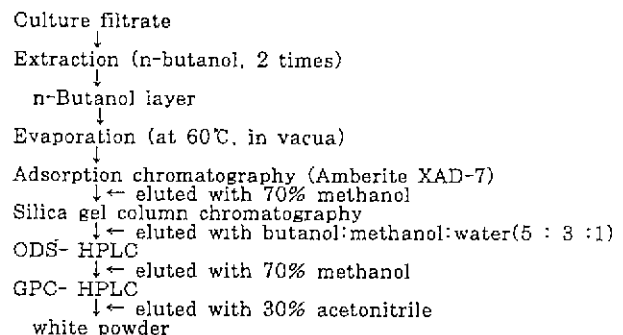 Culture filtrate
↓
Extraction (n-butanol, 2 times)
↓
n-Butanol layer
↓
Evaporation (at 60℃, in vacua)
↓
Adsorption chromatography (Amberite XAD-7)
↓← eluted with 70% methanol
Silica gel column chromatography
↓← eluted with butanol:methanol:water(5 : 3 :1)
ODS- HPLC
↓← eluted with 70% methanol
GPC- HPLC
↓← eluted with 30% acetonitrile
white powder